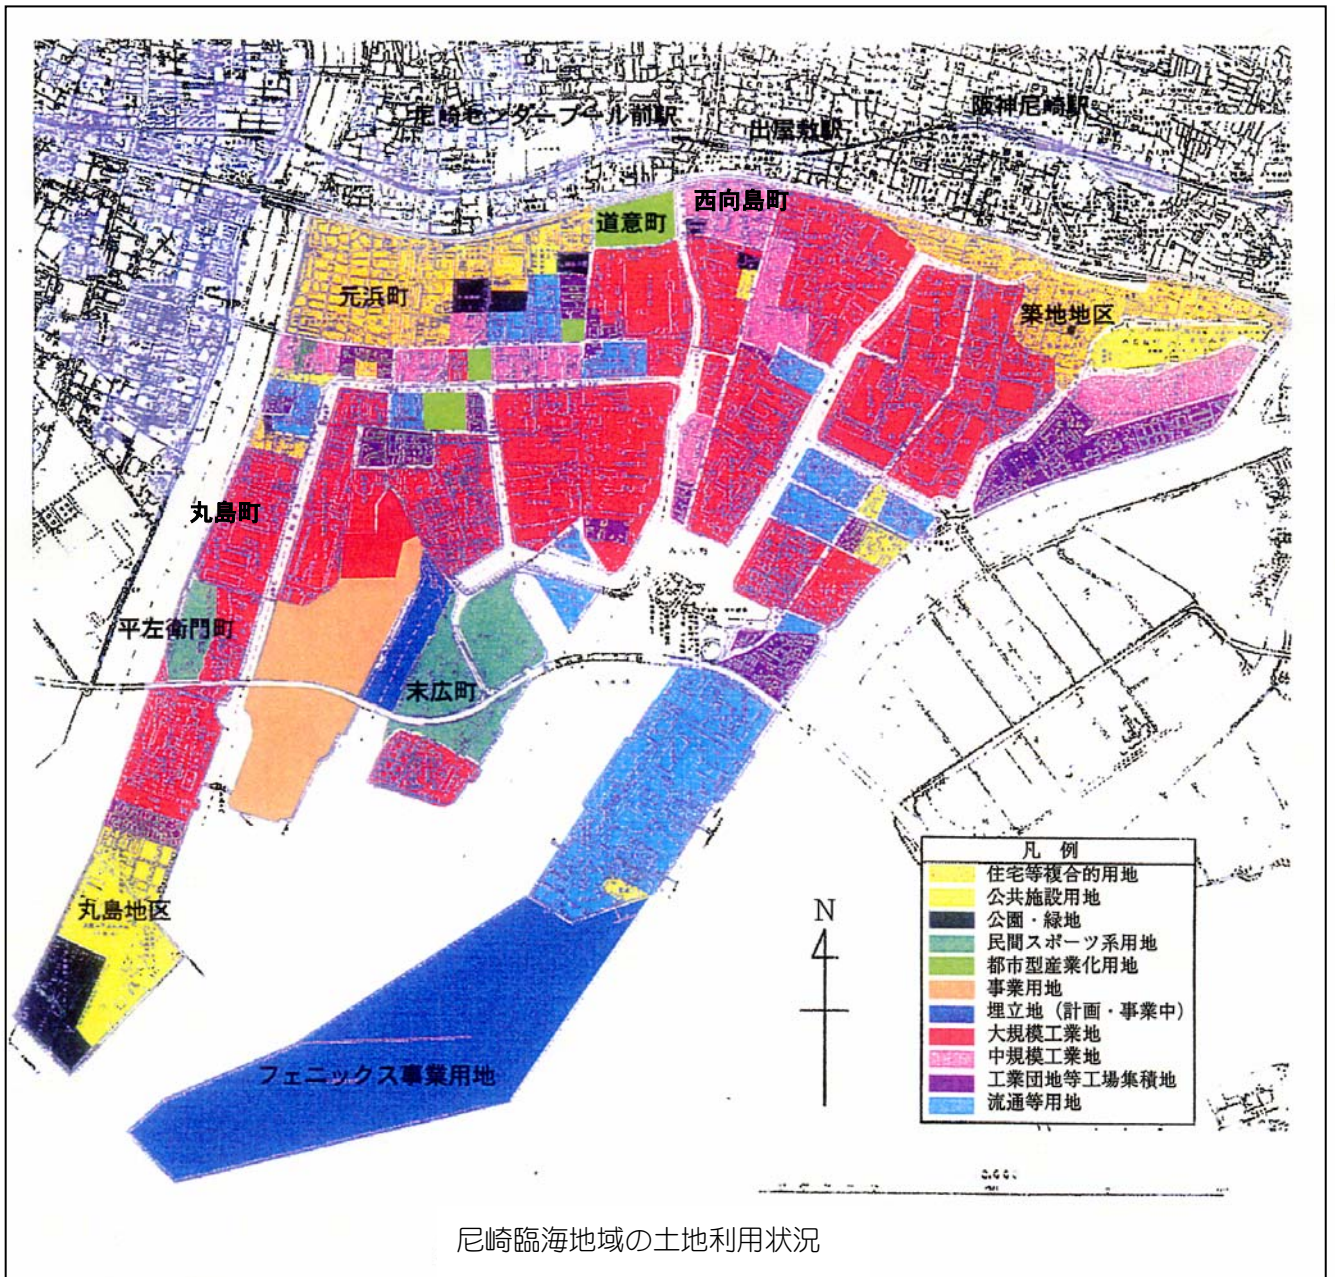 尼崎センタープール前駅
出屋敷駅
阪神尼崎駅
西向島町
道意町
元浜町
築地地区
丸島町
平左衛門町
末広町
丸島地区
フェニックス事業用地
N
凡 例
住宅等複合的用地
公共施設用地
公園・緑地
民間スポーツ系用地
都市型産業化用地
事業用地
埋立地（計画・事業中）
大規模工業地
中規模工業地
工業団地等工場集積地
流通等用地
尼崎臨海地域の土地利用状況